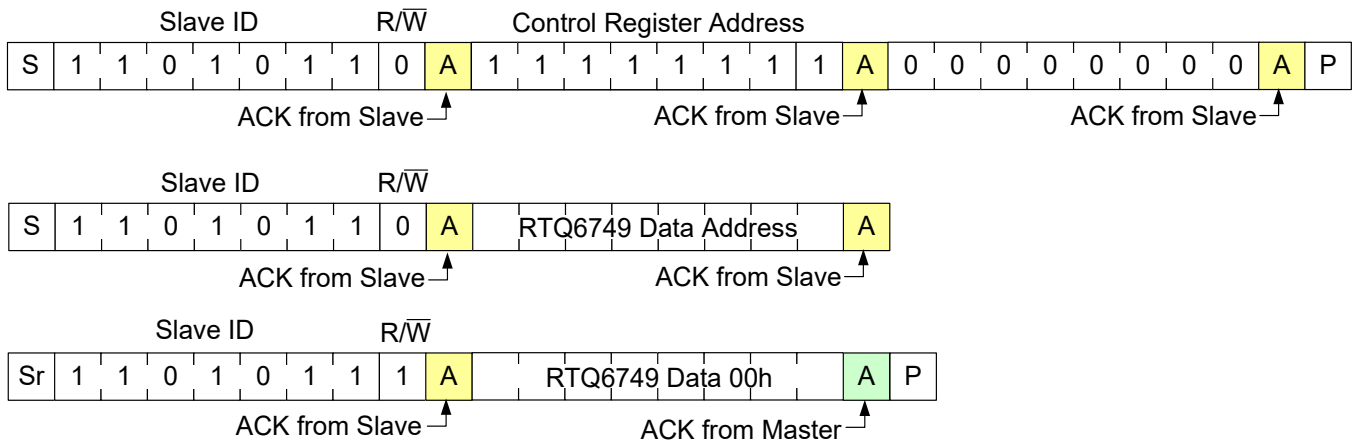 Slave ID R/W̅ Control Register Address
S 1 1 0 1 0 1 1 0 A 1 1 1 1 1 1 1 1 A 0 0 0 0 0 0 0 0 A P
ACK from Slave ACK from Slave ACK from Slave
Slave ID R/W̅
S 1 1 0 1 0 1 1 0 A RTQ6749 Data Address A
ACK from Slave ACK from Slave
Slave ID R/W̅
Sr 1 1 0 1 0 1 1 1 A RTQ6749 Data 00h A P
ACK from Slave ACK from Master